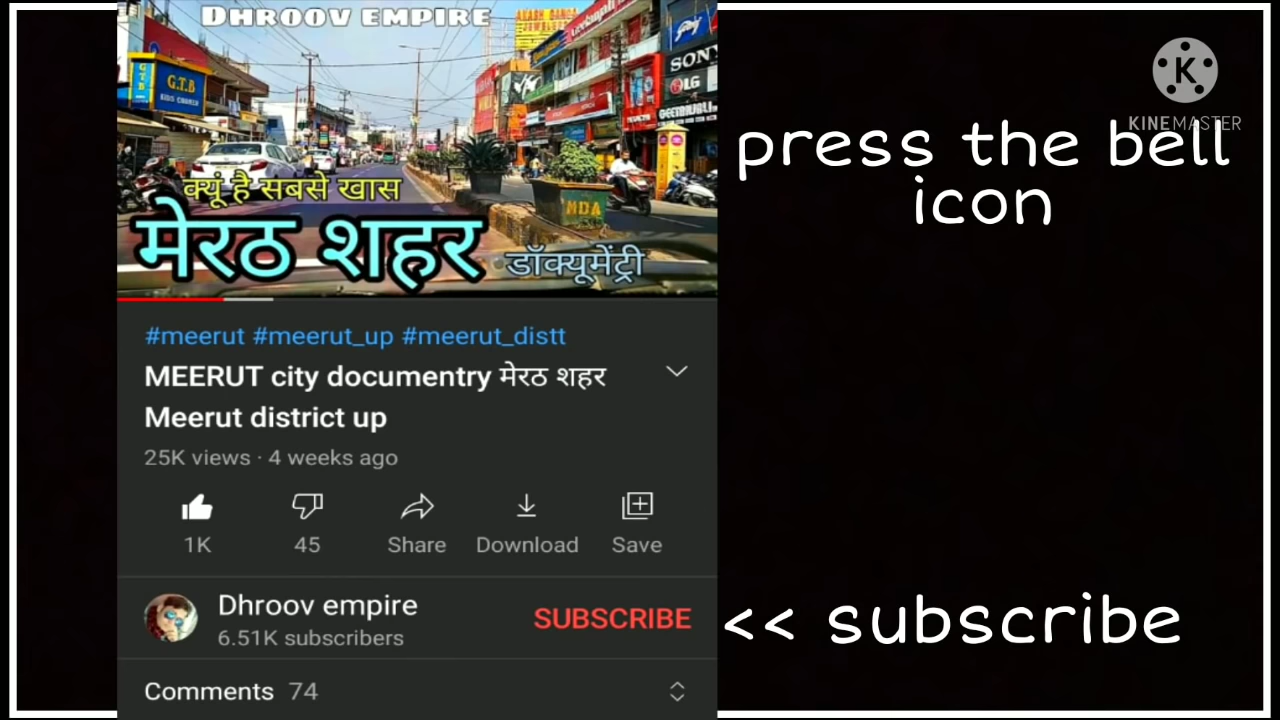 DHROOV EMPIRE
G.T.B
G.T.B
KIDS CHURCH
SONY
LG
MDA
क्यूं है सबसे खास
मेरठ शहर
डॉक्यूमेंट्री
#meerut #meerut_up #meerut_distt
MEERUT city documentry मेरठ शहर
Meerut district up
25K views · 4 weeks ago
1K
45
Share
Download
Save
Dhroov empire
6.51K subscribers
SUBSCRIBE
Comments 74
K
KINEMASTER
press the bell
icon
<< subscribe